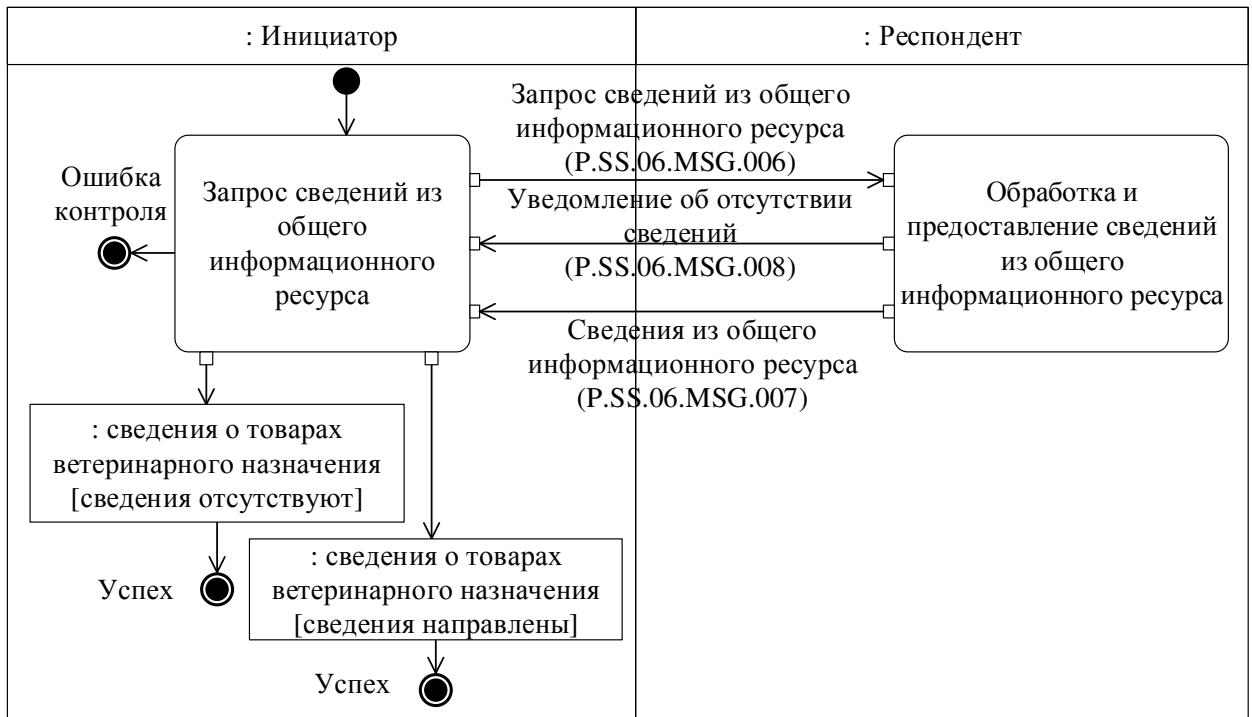 : Инициатор
: Респондент
Запрос сведений из общего
информационного ресурса
(P.SS.06.MSG.006)
Ошибка
контроля
Запрос сведений из
общего
информационного
ресурса
Уведомление об отсутствии
сведений
(P.SS.06.MSG.008)
Обработка и
предоставление сведений
из общего
информационного ресурса
Сведения из общего
информационного ресурса
(P.SS.06.MSG.007)
: сведения о товарах
ветеринарного назначения
[сведения отсутствуют]
Успех
: сведения о товарах
ветеринарного назначения
[сведения направлены]
Успех